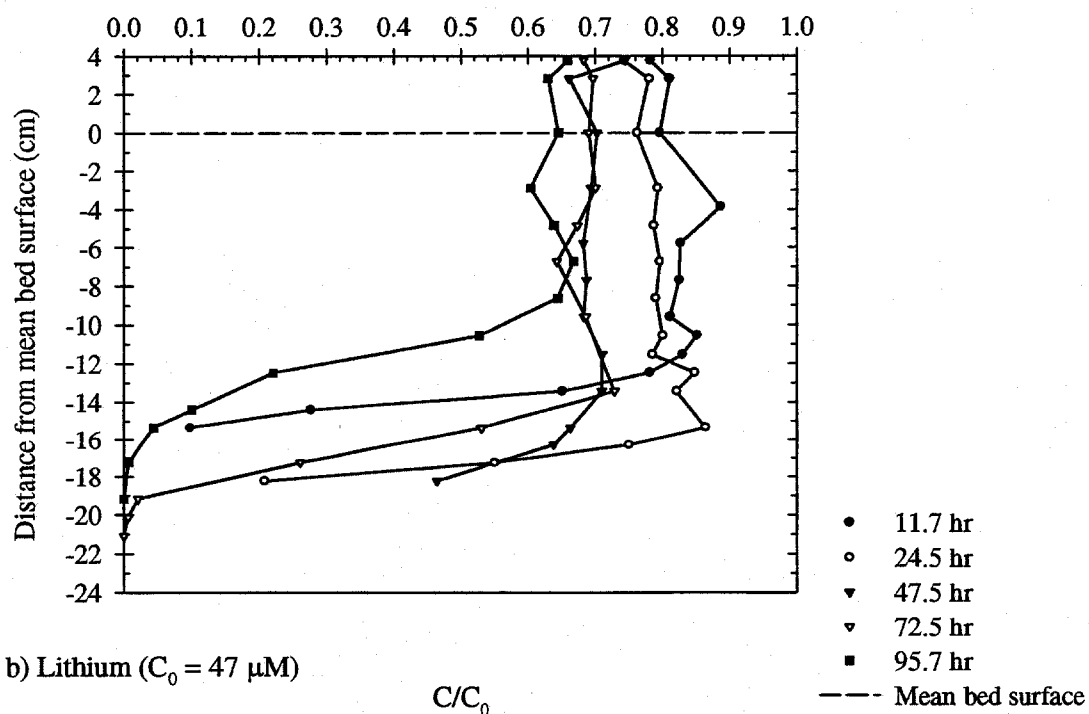 0.0 0.1 0.2 0.3 0.4 0.5 0.6 0.7 0.8 0.9 1.0
4
2
0
-2
-4
-6
-8
-10
-12
-14
-16
-18
-20
-22
-24
Distance from mean bed surface (cm)
11.7 hr
24.5 hr
47.5 hr
72.5 hr
95.7 hr
Mean bed surface
b) Lithium (C₀ = 47 μM)
C/C₀